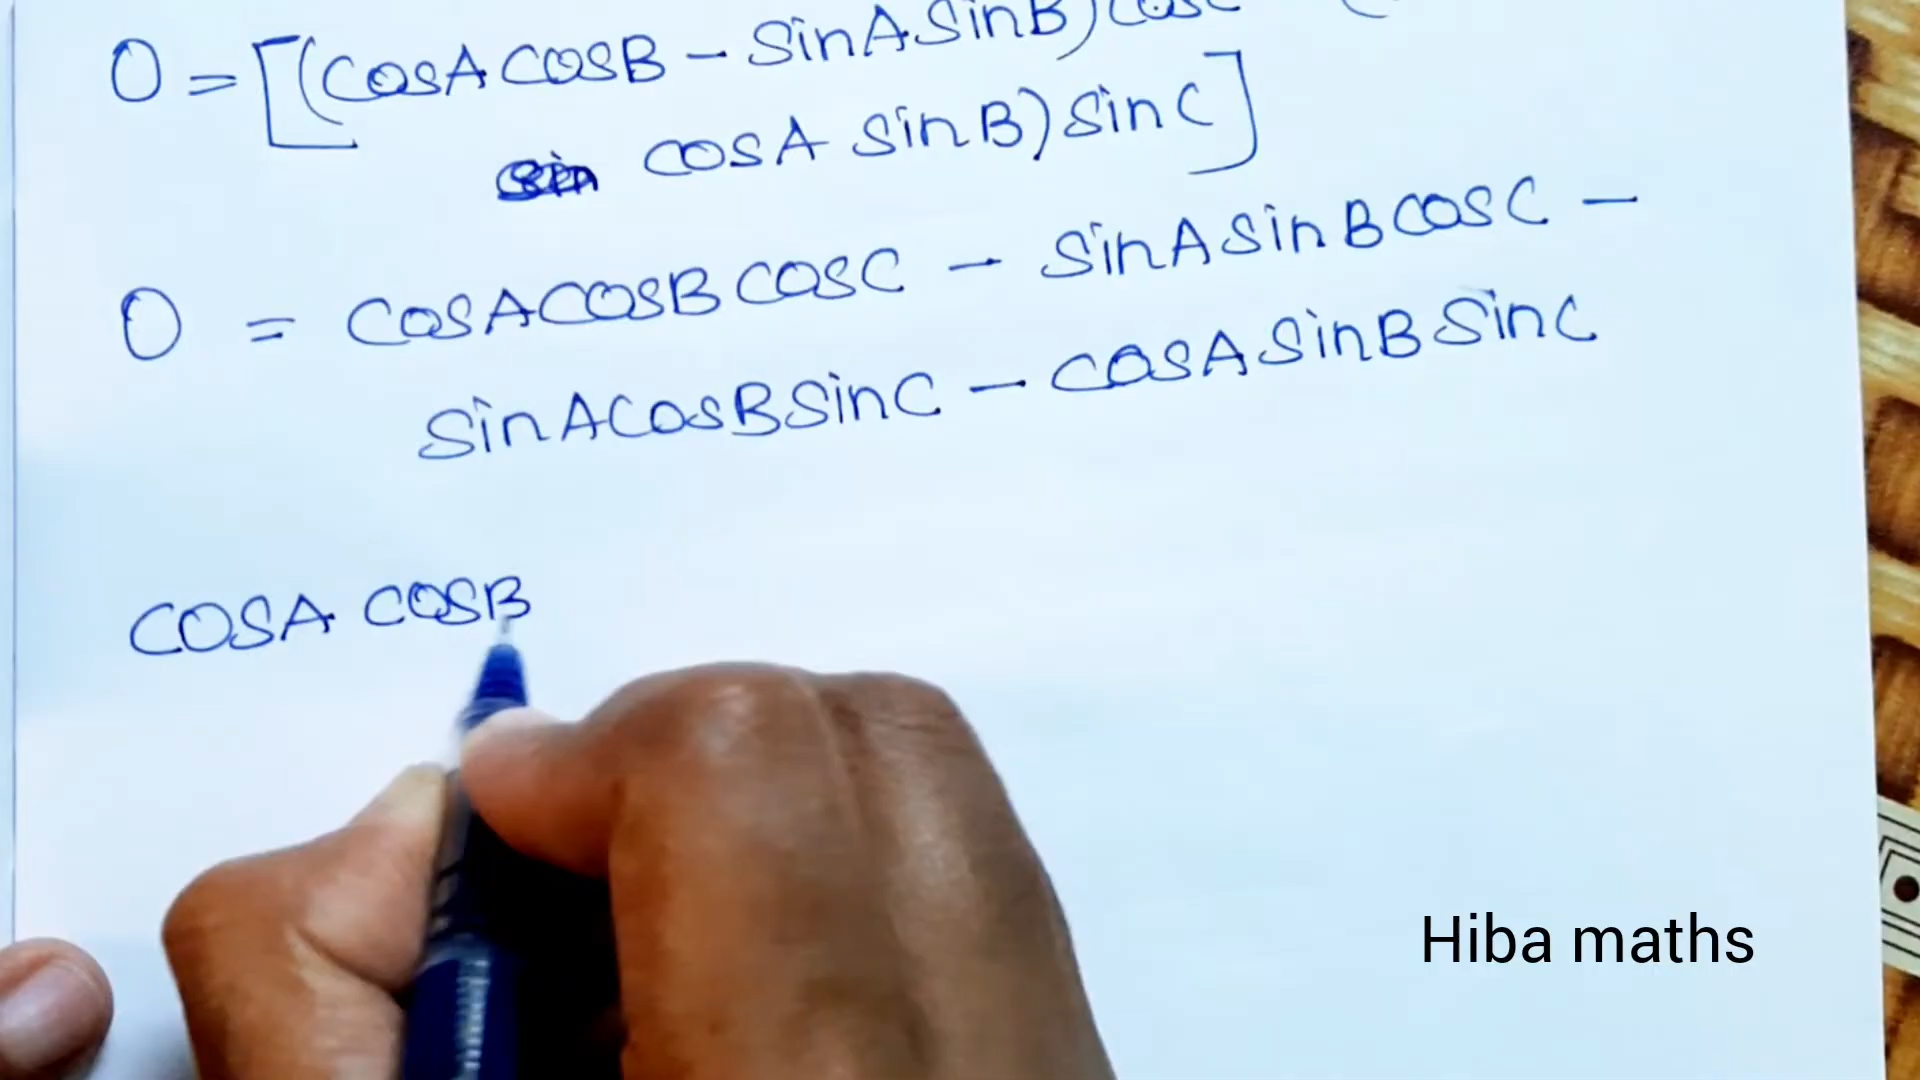 0 = [(cosA cosB - sinA sinB) cosC
cosA sinB) sinC]
0 = cosA cosB cosC - sinA sinB cosC -
sinA cosB sinC - cosA sinB sinC
cosA cosB
Hiba maths